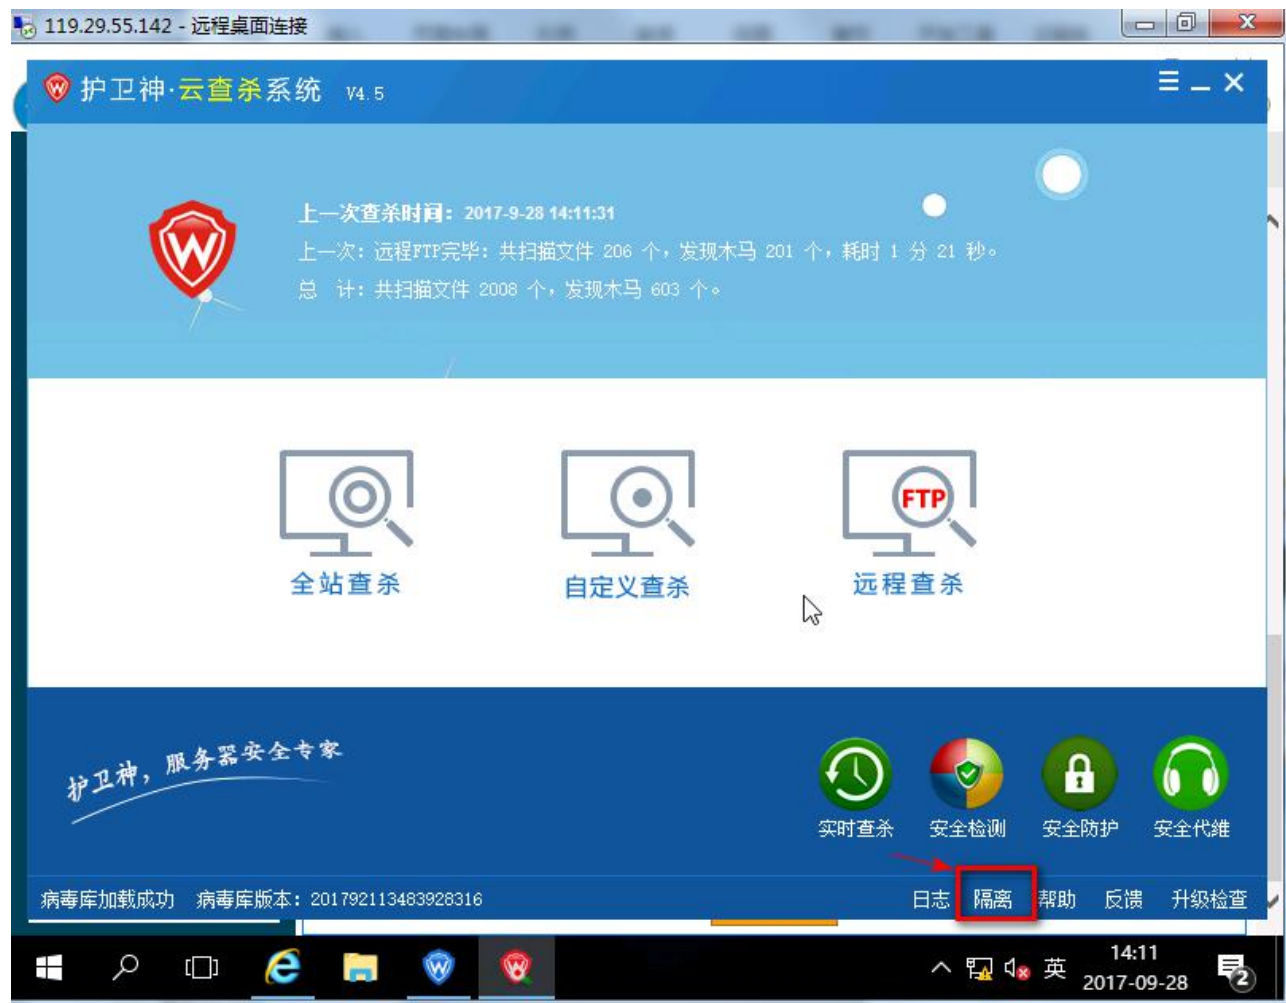 119.29.55.142 - 远程桌面连接
护卫神·云查杀系统 V4.5
上一次查杀时间：2017-9-28 14:11:31
上一次：远程FTP完毕：共扫描文件 206 个，发现木马 201 个，耗时 1 分 21 秒。
总 计：共扫描文件 2008 个，发现木马 603 个。
FTP
全站查杀 自定义查杀 远程查杀
护卫神，服务器安全专家
实时查杀 安全检测 安全防护 安全代维
病毒库加载成功 病毒库版本：201792113483928316 日志 隔离 帮助 反馈 升级检查
英 14:11
2017-09-28 2